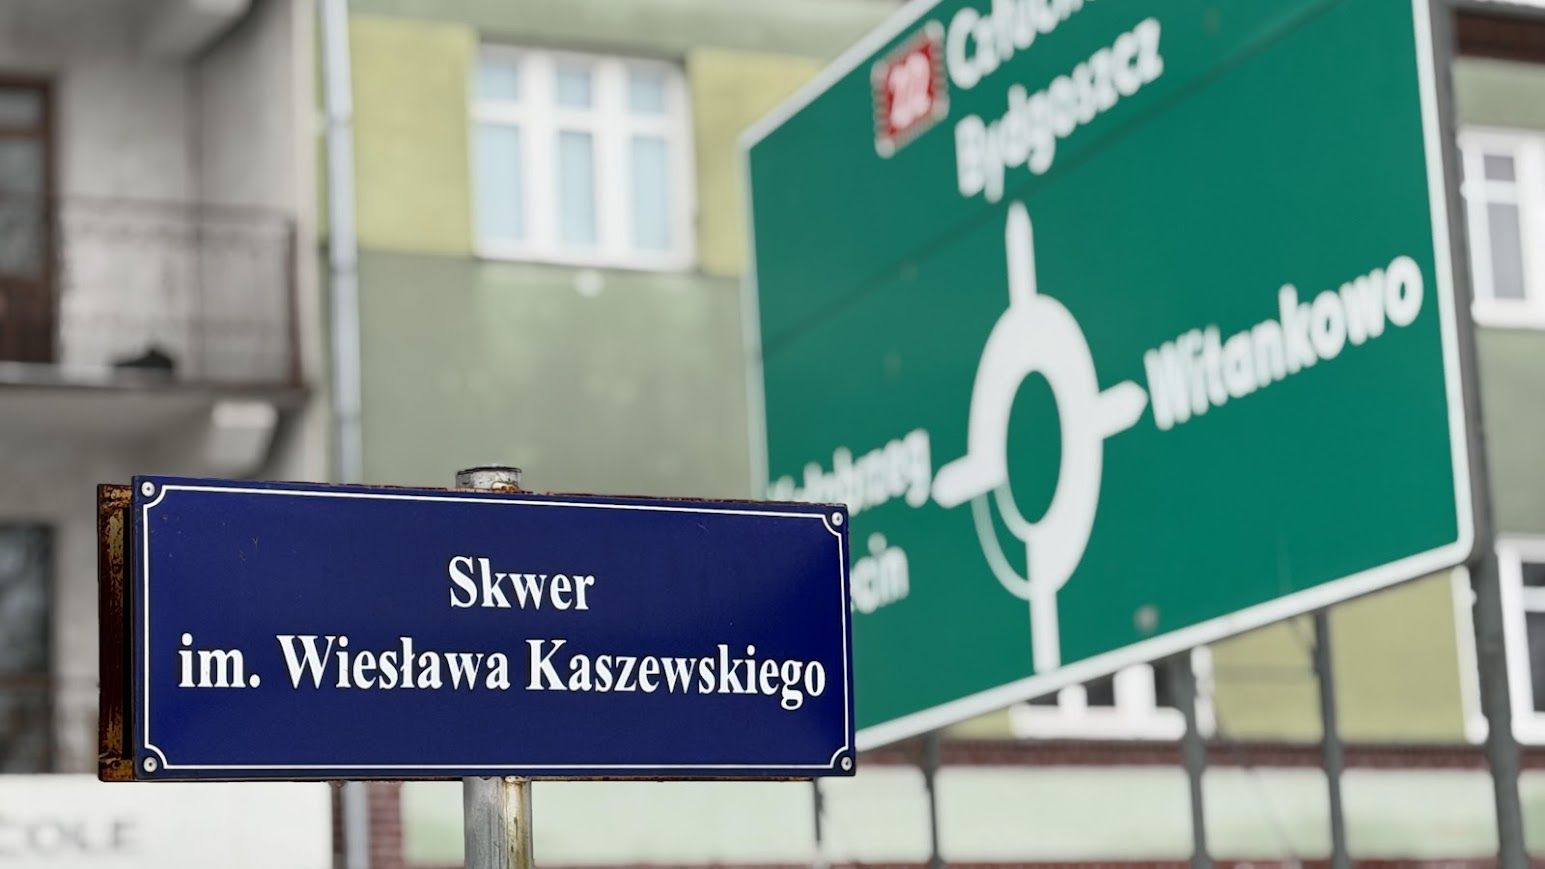 22
Bydgoszcz
Witankowo
Skwer
im. Wiesława Kaszewskiego